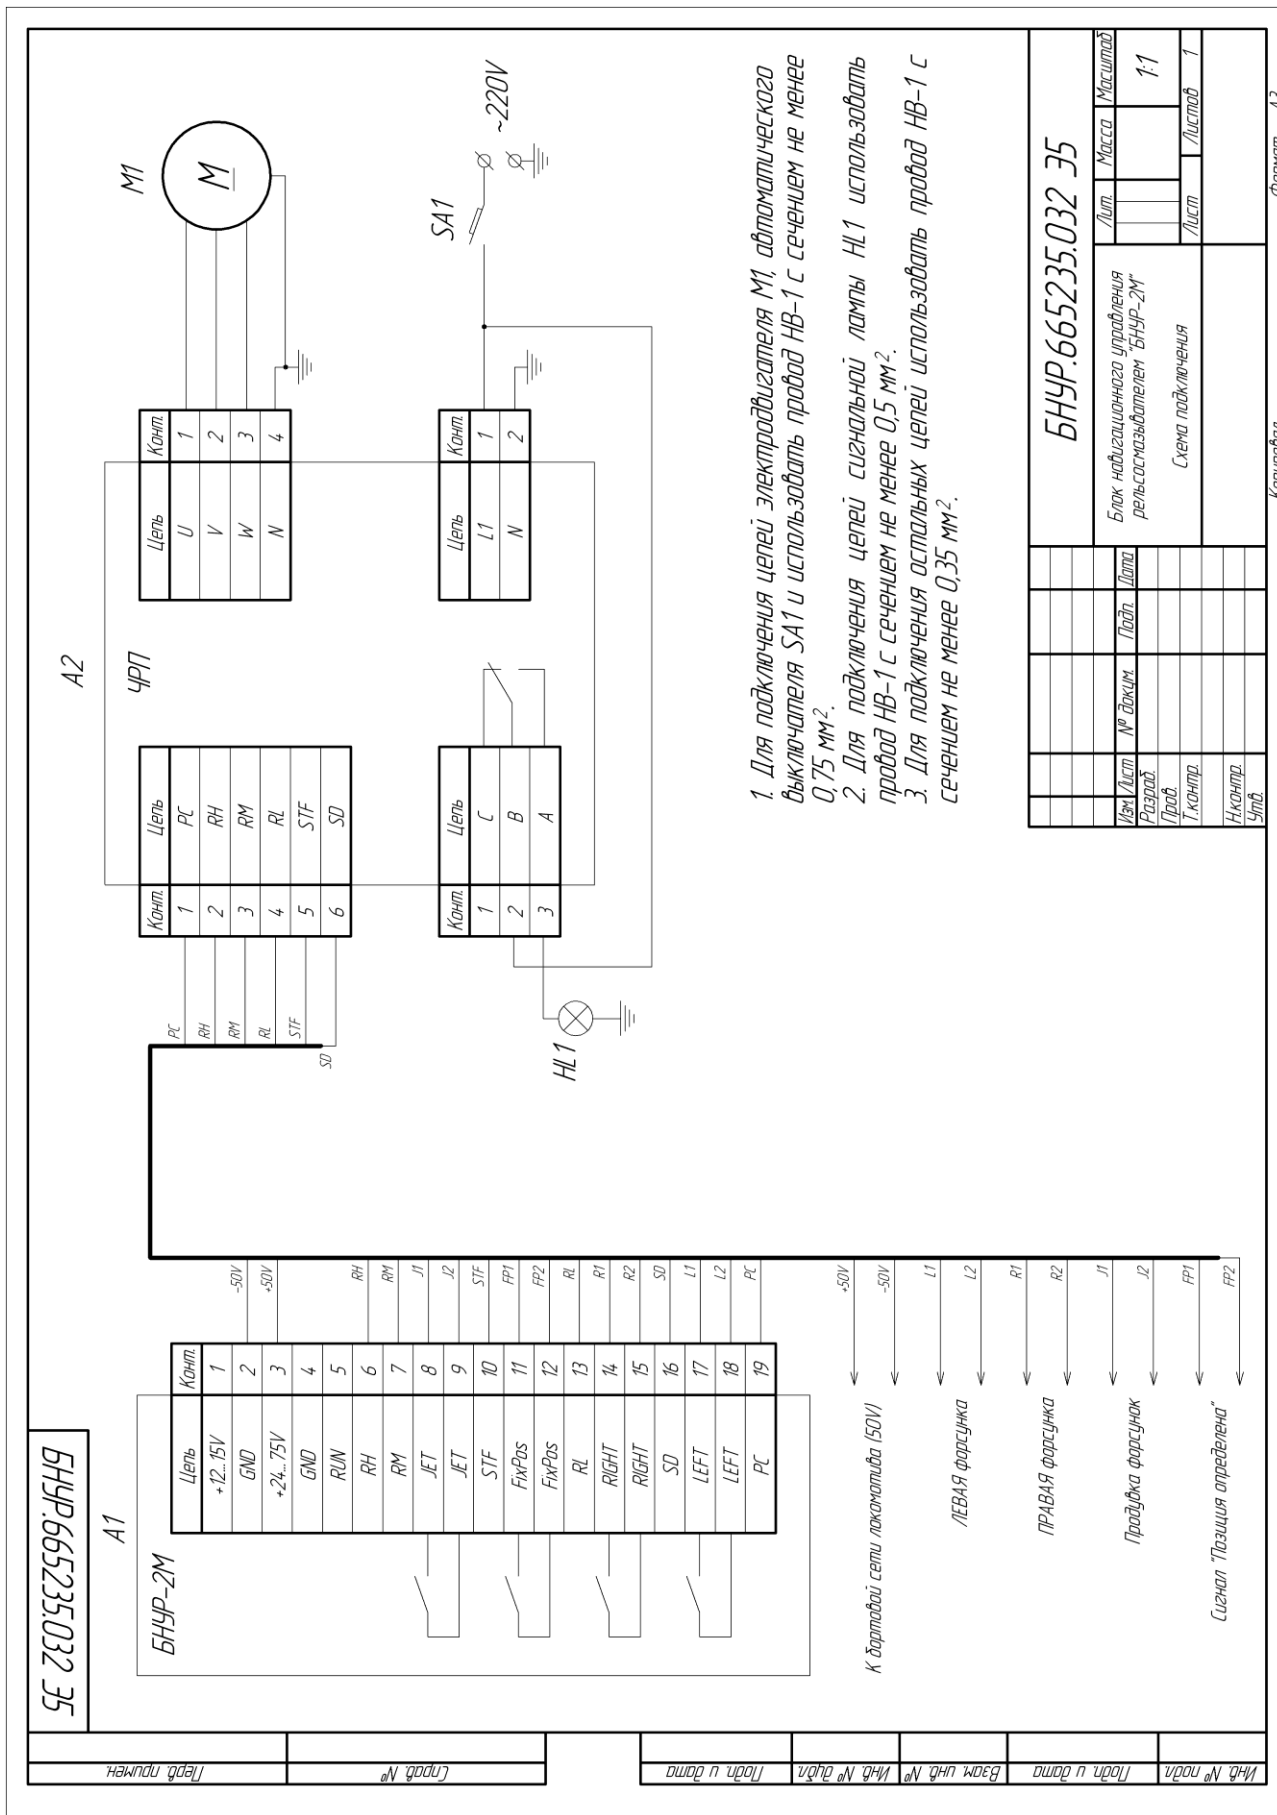 БНУР.665235.032 Э5
Перв. примен.
Справ. №
Подп. и дата
Инв. № дубл.
Взам. инв. №
Подп. и дата
Инв. № подл.
А1
БНУР-2М
Цепь Конт.
+12...15V 1
GND 2
+24...75V 3
GND 4
RUN 5
RH 6
RM 7
JET 8
JET 9
STF 10
FixPos 11
FixPos 12
RL 13
RIGHT 14
RIGHT 15
SD 16
LEFT 17
LEFT 18
PC 19
-50V
+50V
RH
RM
J1
J2
STF
FP1
FP2
RL
R1
R2
SD
L1
L2
PC
К бортовой сети локомотива (50V)
+50V
-50V
ЛЕВАЯ форсунка
L1
L2
ПРАВАЯ форсунка
R1
R2
Продувка форсунок
J1
J2
Сигнал "Позиция определена"
FP1
FP2
А2
ЧРП
PC
RH
RM
RL
STF
SD
Конт. Цепь
1 PC
2 RH
3 RM
4 RL
5 STF
6 SD
Цепь Конт.
U 1
V 2
W 3
N 4
М1
М
HL1
Конт. Цепь
1 C
2 B
3 A
Цепь Конт.
L1 1
N 2
SA1
~220V
1. Для подключения цепей электродвигателя М1, автоматического
выключателя SA1 и использовать провод НВ-1 с сечением не менее
0,75 мм².
2. Для подключения цепей сигнальной лампы HL1 использовать
провод НВ-1 с сечением не менее 0,5 мм².
3. Для подключения остальных цепей использовать провод НВ-1 с
сечением не менее 0,35 мм².
БНУР.665235.032 Э5
Изм. Лист № докум. Подп. Дата
Разраб.
Пров.
Т.контр.
Н.контр.
Утв.
Блок навигационного управления
рельсосмазывателем "БНУР-2М"
Схема подключения
Лит. Масса Масштаб
1:1
Лист Листов 1
Копировал Формат А3